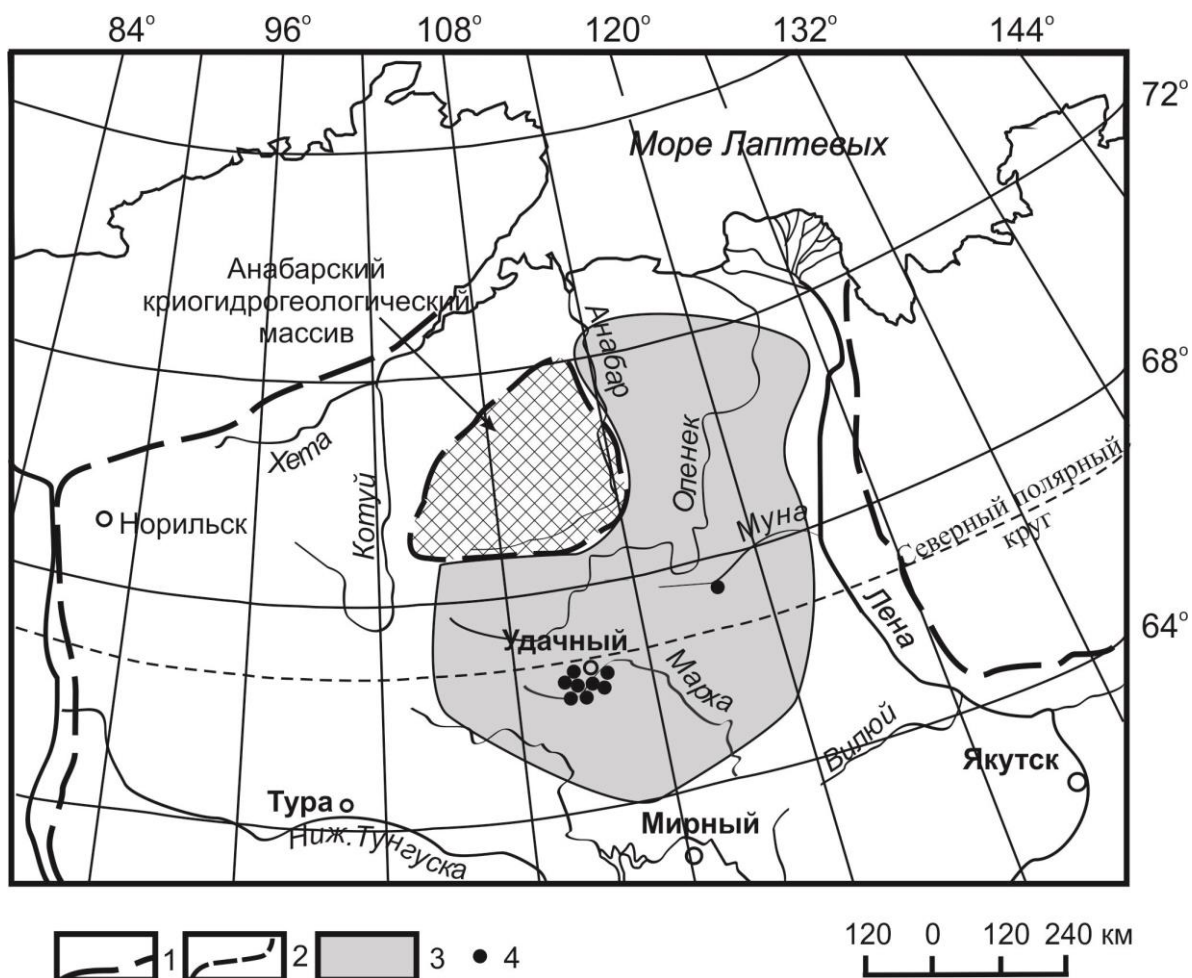 84° 96° 108° 120° 132° 144°
72°
Море Лаптевых
Анабарский
криогидрогеологический
массив
Анабар
68°
Хета
Котуй
Оленек
Норильск
Муна
Северный полярный
круг
Лена
64°
Удачный
Марха
Вилюй
Якутск
Тура
Ниж. Тунгуска
Мирный
1 2 3 4
120 0 120 240 км